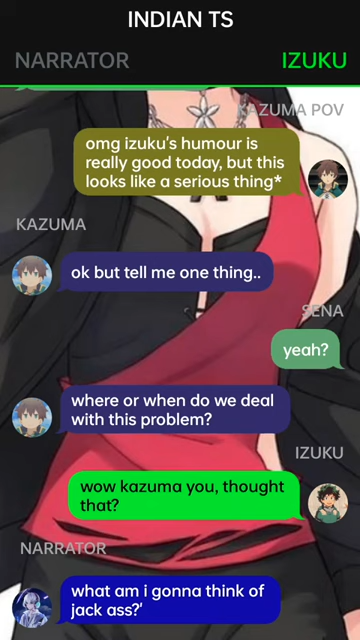 INDIAN TS
NARRATOR
IZUKU
KAZUMA POV
omg izuku's humour is
really good today, but this
looks like a serious thing*
KAZUMA
ok but tell me one thing..
SENA
yeah?
where or when do we deal
with this problem?
IZUKU
wow kazuma you, thought
that?
NARRATOR
what am i gonna think of
jack ass?'